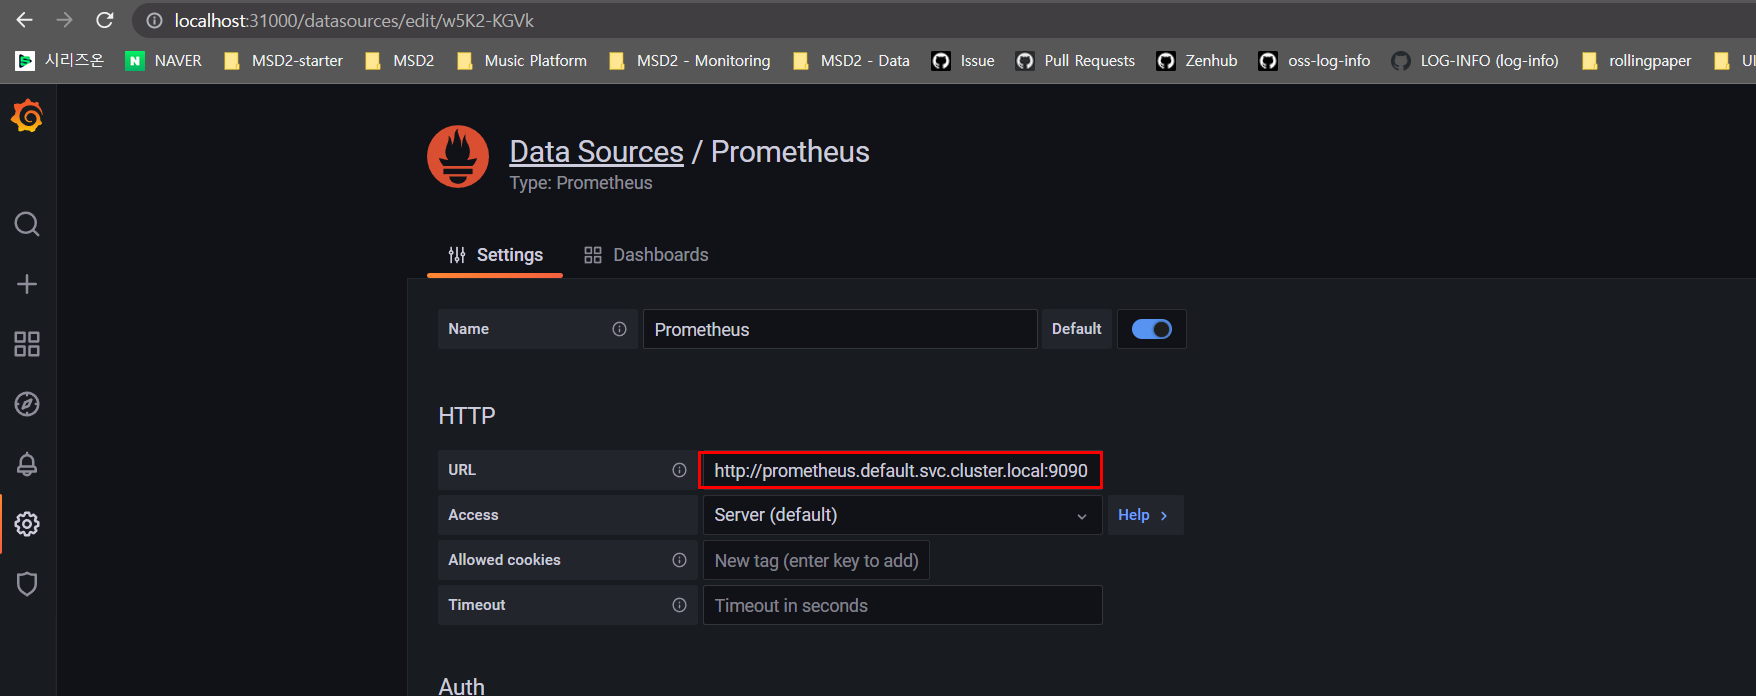 localhost:31000/datasources/edit/w5K2-KGVk
시리즈온 NAVER MSD2-starter MSD2 Music Platform MSD2 - Monitoring MSD2 - Data Issue Pull Requests Zenhub oss-log-info LOG-INFO (log-info) rollingpaper UI
Data Sources / Prometheus
Type: Prometheus
Settings Dashboards
Name Prometheus Default
HTTP
URL http://prometheus.default.svc.cluster.local:9090
Access Server (default) Help
Allowed cookies New tag (enter key to add)
Timeout Timeout in seconds
Auth